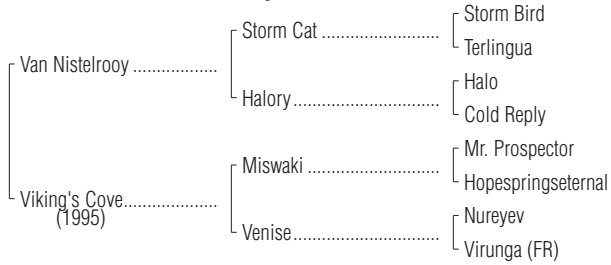 Storm Bird
Storm Cat ......................
Terlingua
Van Nistelrooy .................
Halo
Halory ............................
Cold Reply
Mr. Prospector
Miswaki .........................
Hopespringseternal
Viking's Cove ...................
(1995)
Nureyev
Venise ............................
Virunga (FR)